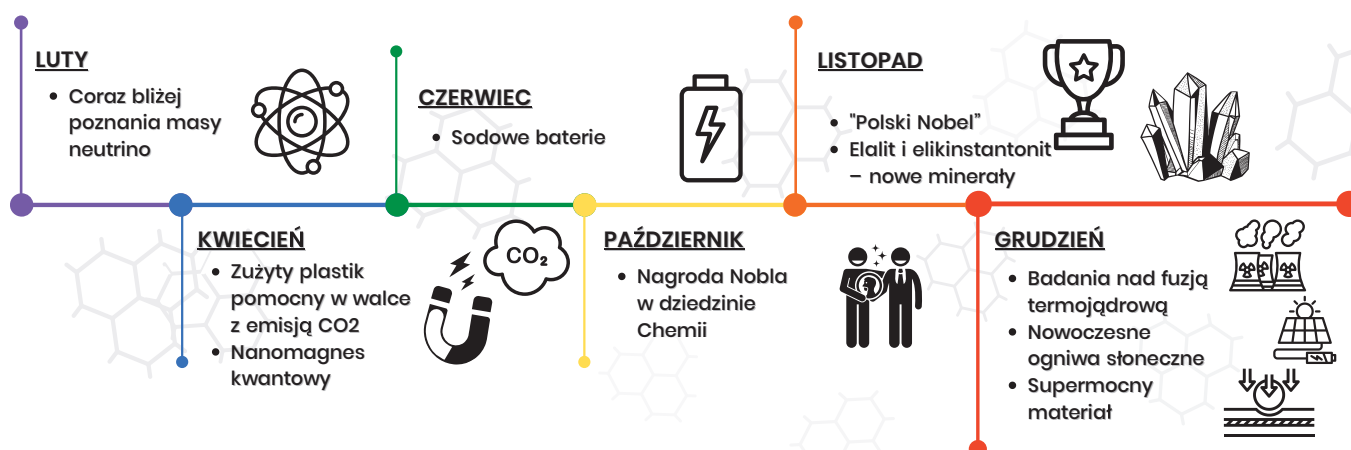 LUTY
• Coraz bliżej
poznania masy
neutrino
KWIECIEŃ
• Zużyty plastik
pomocny w walce
z emisją CO2
• Nanomagnes
kwantowy
CO₂
CZERWIEC
• Sodowe baterie
PAŹDZIERNIK
• Nagroda Nobla
w dziedzinie
Chemii
LISTOPAD
• "Polski Nobel”
• Elalit i elikinstantonit
– nowe minerały
GRUDZIEŃ
• Badania nad fuzją
termojądrową
• Nowoczesne
ogniwa słoneczne
• Supermocny
materiał